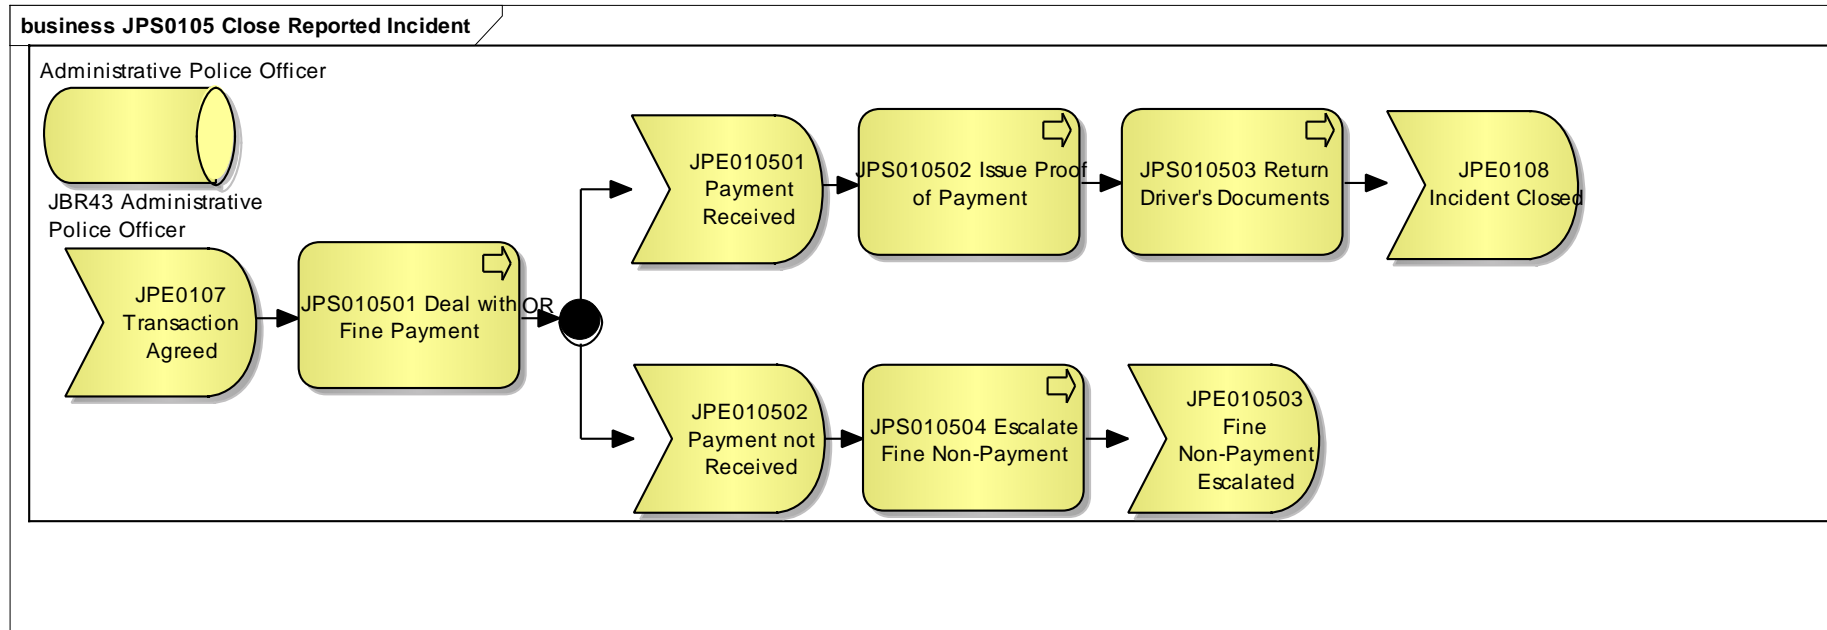 business JPS0105 Close Reported Incident
Administrative Police Officer
JBR43 Administrative
Police Officer
JPE0107
Transaction
Agreed
JPS010501 Deal with
Fine Payment
OR
JPE010501
Payment
Received
JPS010502 Issue Proof
of Payment
JPS010503 Return
Driver's Documents
JPE0108
Incident Closed
JPE010502
Payment not
Received
JPS010504 Escalate
Fine Non-Payment
JPE010503
Fine
Non-Payment
Escalated